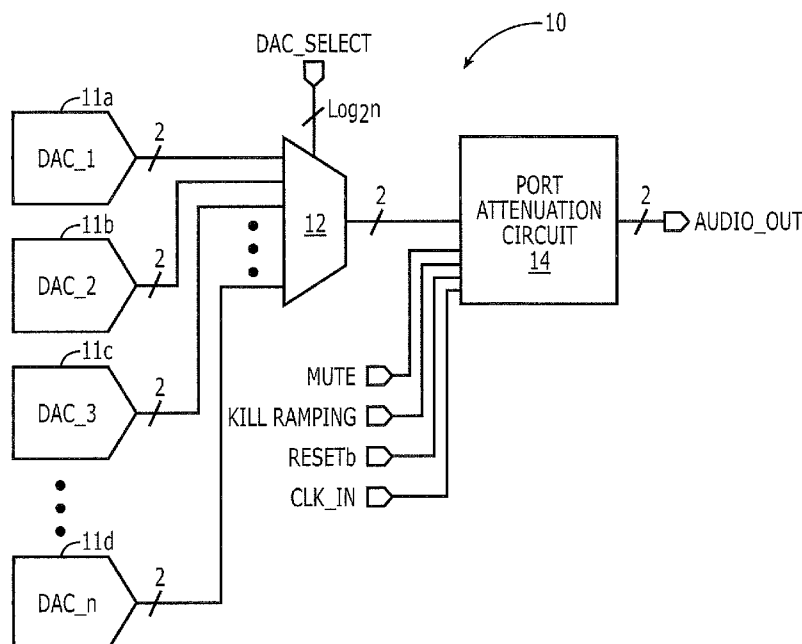 10
DAC_SELECT
Log2n
11a
DAC_1
2
11b
DAC_2
2
11c
DAC_3
2
11d
DAC_n
2
12
2
PORT
ATTENUATION
CIRCUIT
14
2
AUDIO_OUT
MUTE
KILL RAMPING
RESETb
CLK_IN